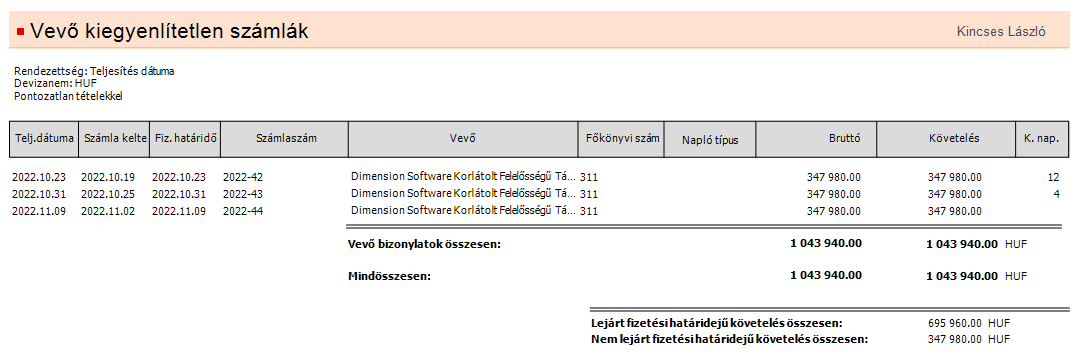 Vevő kiegyenlítetlen számlák Kincses László
Rendezettség: Teljesítés dátuma
Devizanem: HUF
Pontozatlan tételekkel
Telj.dátuma Számla kelte Fiz. határidő Számlaszám Vevő Főkönyvi szám Napló típus Bruttó Követelés K. nap.
2022.10.23 2022.10.19 2022.10.23 2022-42 Dimension Software Korlátolt Felelősségű Tá... 311 347 980.00 347 980.00 12
2022.10.31 2022.10.25 2022.10.31 2022-43 Dimension Software Korlátolt Felelősségű Tá... 311 347 980.00 347 980.00 4
2022.11.09 2022.11.02 2022.11.09 2022-44 Dimension Software Korlátolt Felelősségű Tá... 311 347 980.00 347 980.00
Vevő bizonylatok összesen: 1 043 940.00 1 043 940.00 HUF
Mindösszesen: 1 043 940.00 1 043 940.00 HUF
Lejárt fizetési határidejű követelés összesen: 695 960.00 HUF
Nem lejárt fizetési határidejű követelés összesen: 347 980.00 HUF